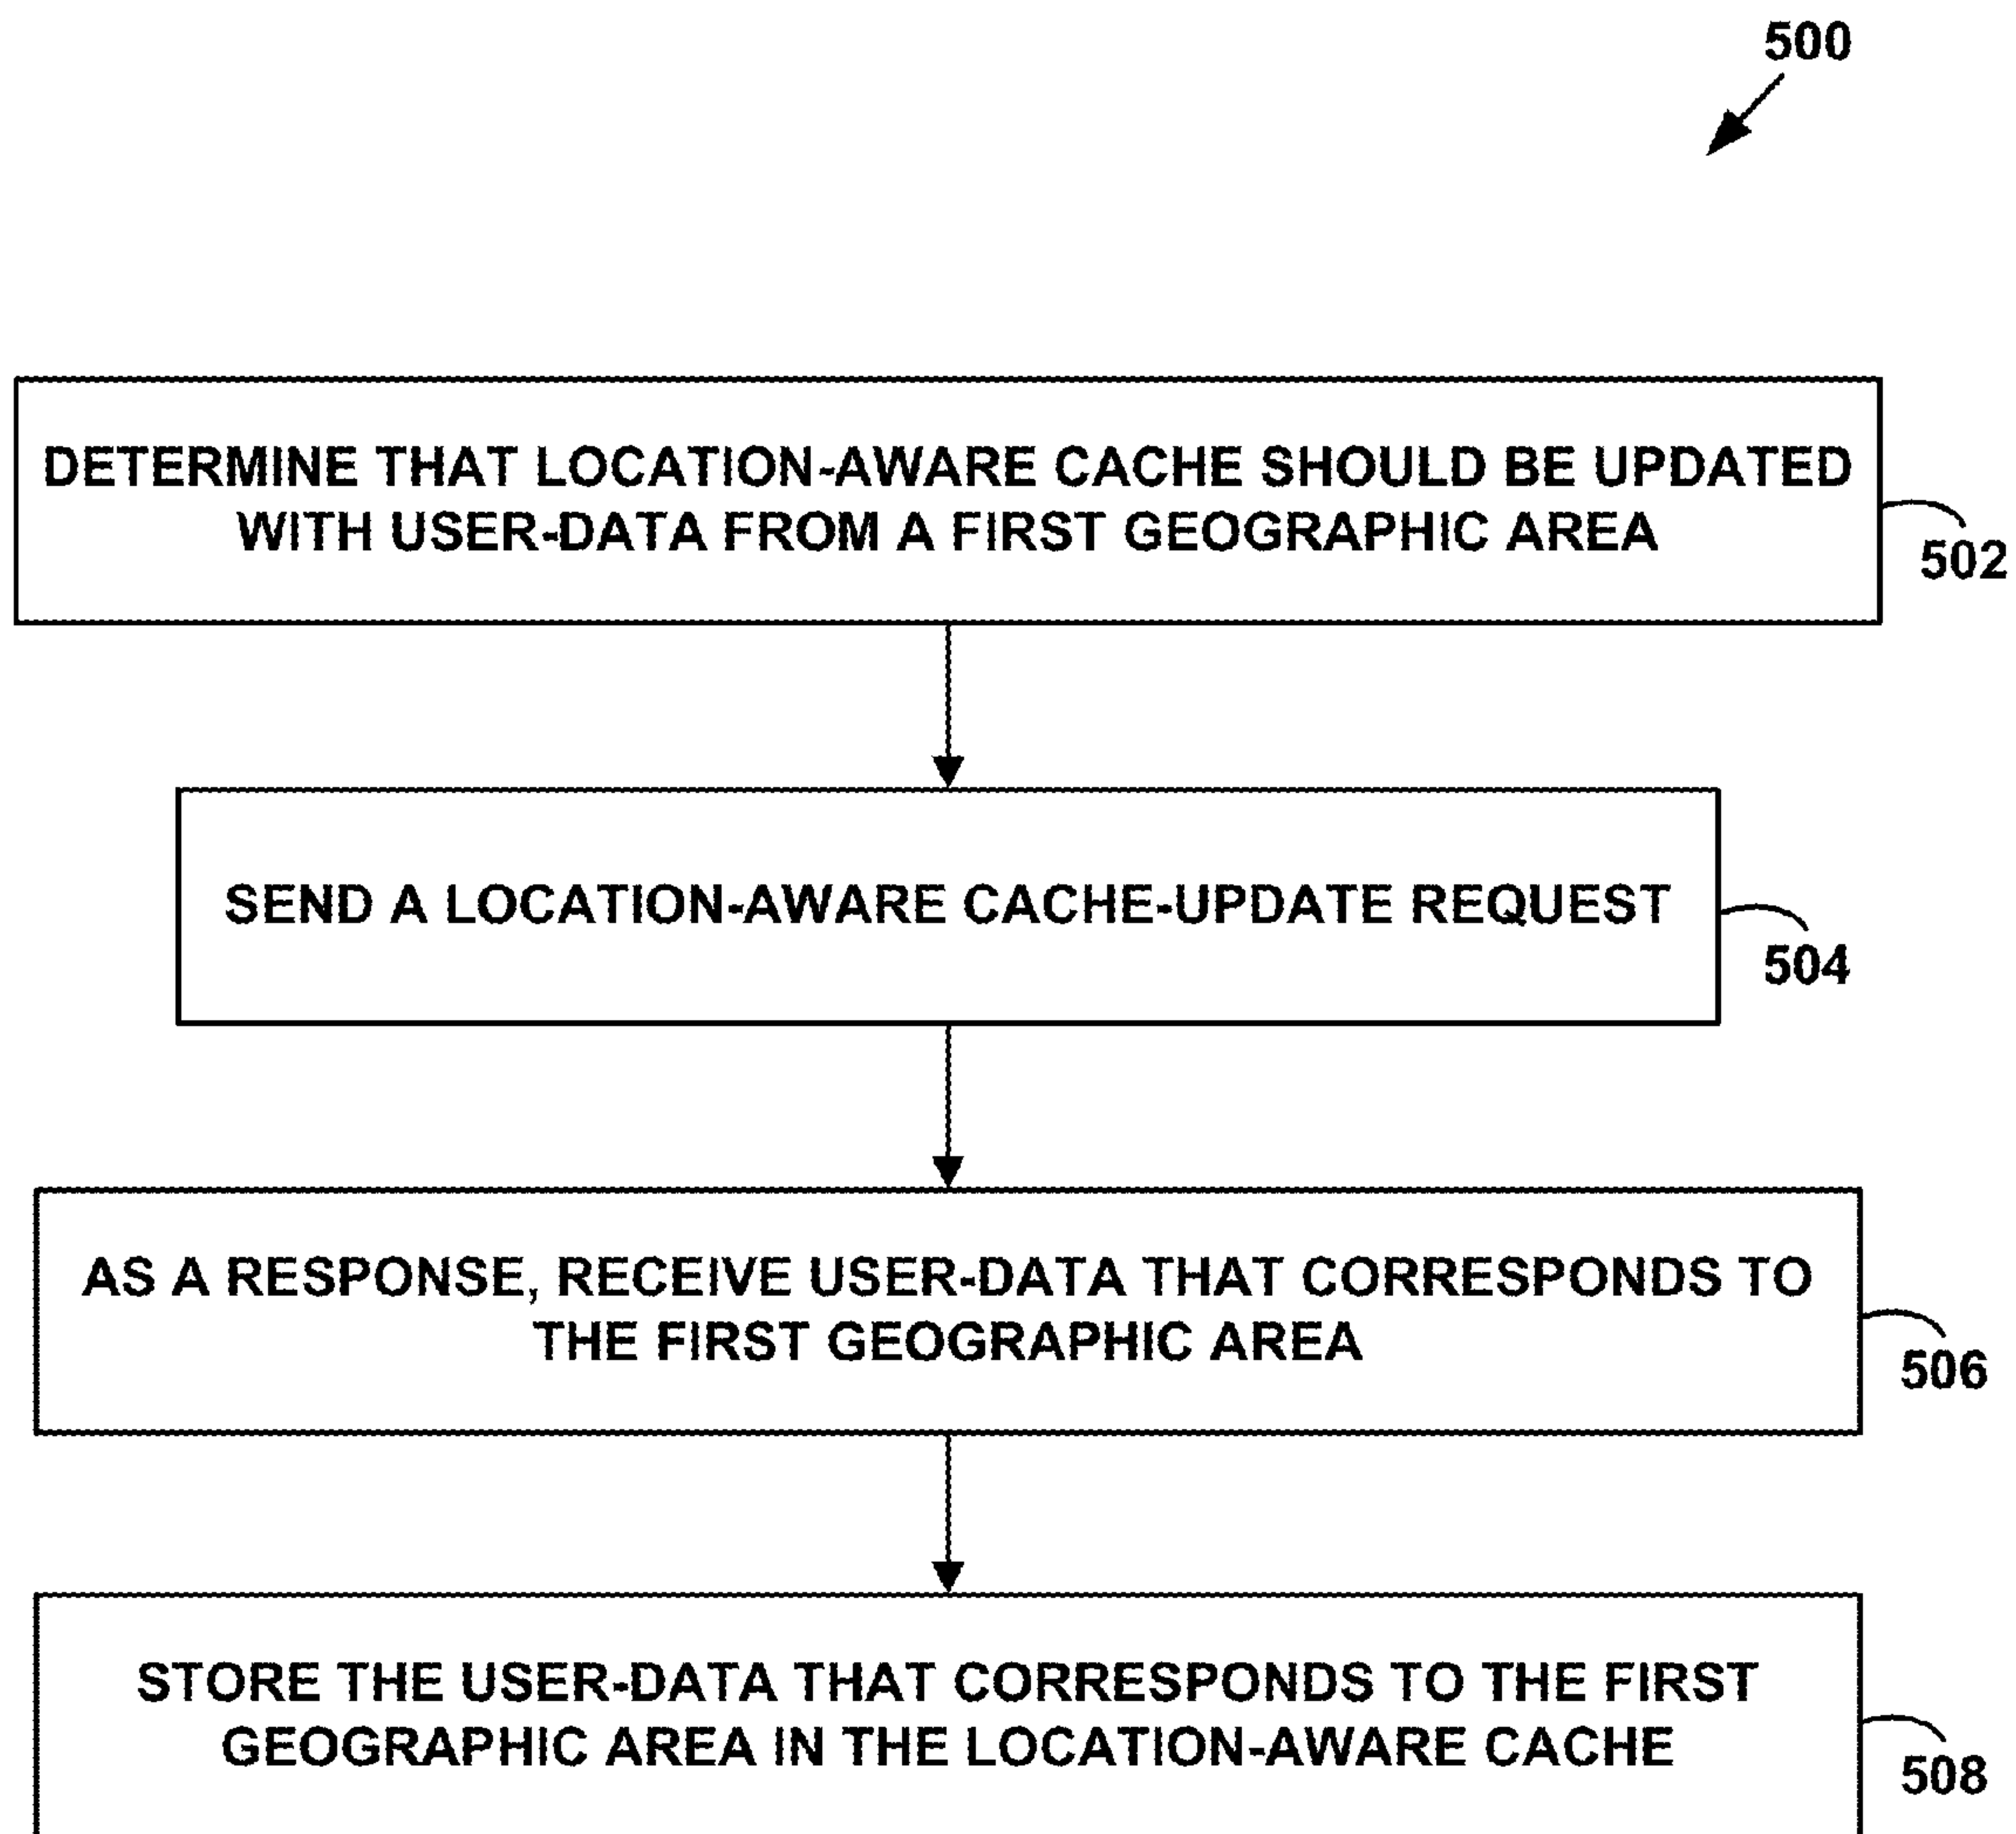 500
DETERMINE THAT LOCATION-AWARE CACHE SHOULD BE UPDATED
WITH USER-DATA FROM A FIRST GEOGRAPHIC AREA
502
SEND A LOCATION-AWARE CACHE-UPDATE REQUEST
504
AS A RESPONSE, RECEIVE USER-DATA THAT CORRESPONDS TO
THE FIRST GEOGRAPHIC AREA
506
STORE THE USER-DATA THAT CORRESPONDS TO THE FIRST
GEOGRAPHIC AREA IN THE LOCATION-AWARE CACHE
508